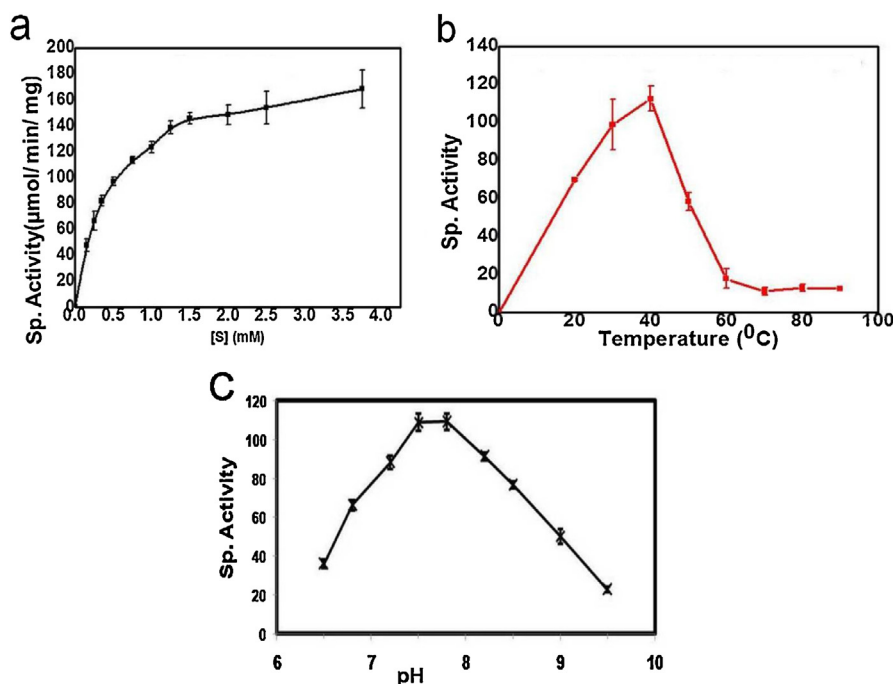 a
Sp. Activity(µmol/min/ mg)
200
180
160
140
120
100
80
60
40
20
0
0.0 0.5 1.0 1.5 2.0 2.5 3.0 3.5 4.0
[S] (mM)
b
Sp. Activity
140
120
100
80
60
40
20
0
0 20 40 60 80 100
Temperature (⁰C)
C
Sp. Activity
120
100
80
60
40
20
0
6 7 8 9 10
pH